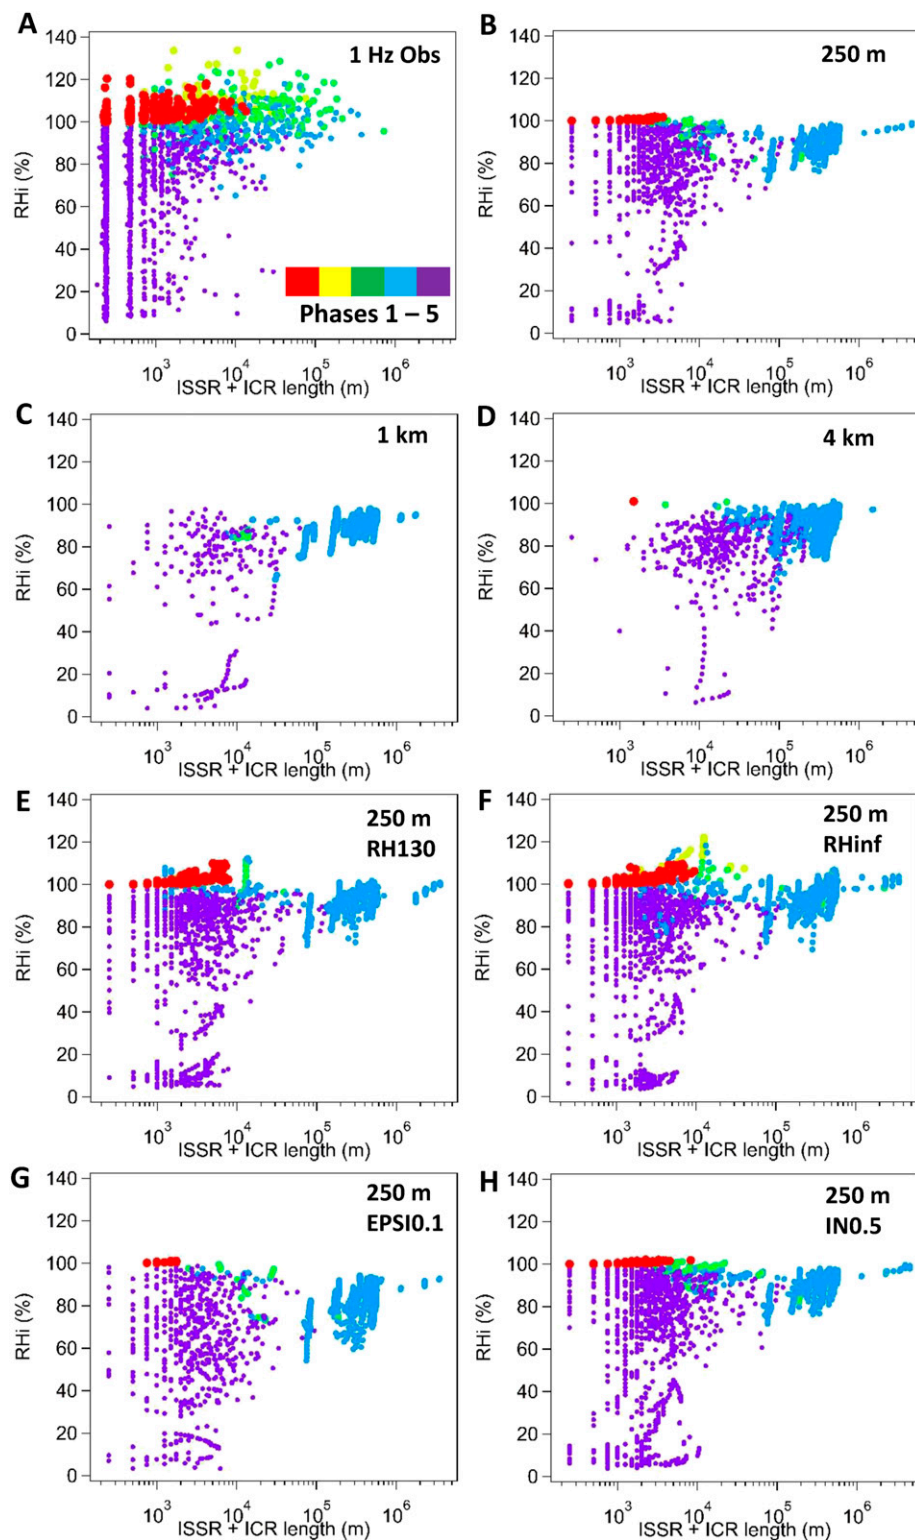 A
1 Hz Obs
RHi (%)
140
120
100
80
60
40
20
0
Phases 1 – 5
10³ 10⁴ 10⁵ 10⁶
ISSR + ICR length (m)
B
250 m
RHi (%)
140
120
100
80
60
40
20
0
10³ 10⁴ 10⁵ 10⁶
ISSR + ICR length (m)
C
1 km
RHi (%)
140
120
100
80
60
40
20
0
10³ 10⁴ 10⁵ 10⁶
ISSR + ICR length (m)
D
4 km
RHi (%)
140
120
100
80
60
40
20
0
10³ 10⁴ 10⁵ 10⁶
ISSR + ICR length (m)
E
250 m
RH130
RHi (%)
140
120
100
80
60
40
20
0
10³ 10⁴ 10⁵ 10⁶
ISSR + ICR length (m)
F
250 m
RHinf
RHi (%)
140
120
100
80
60
40
20
0
10³ 10⁴ 10⁵ 10⁶
ISSR + ICR length (m)
G
250 m
EPSI0.1
RHi (%)
140
120
100
80
60
40
20
0
10³ 10⁴ 10⁵ 10⁶
ISSR + ICR length (m)
H
250 m
IN0.5
RHi (%)
140
120
100
80
60
40
20
0
10³ 10⁴ 10⁵ 10⁶
ISSR + ICR length (m)